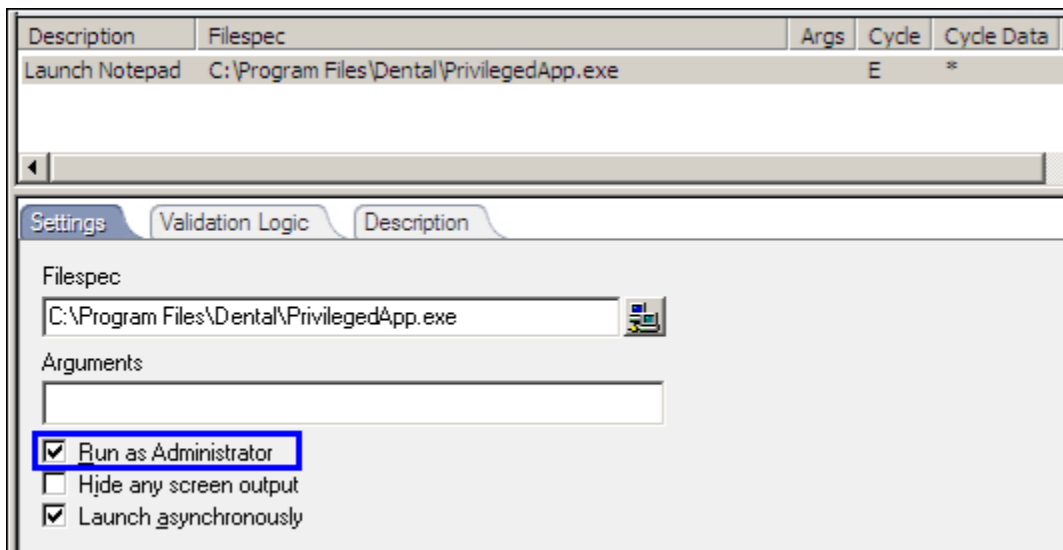 Description Filespec Args Cycle Cycle Data
Launch Notepad C:\Program Files\Dental\PrivilegedApp.exe E *
Settings Validation Logic Description
Filespec
C:\Program Files\Dental\PrivilegedApp.exe
Arguments
Run as Administrator
Hide any screen output
Launch asynchronously